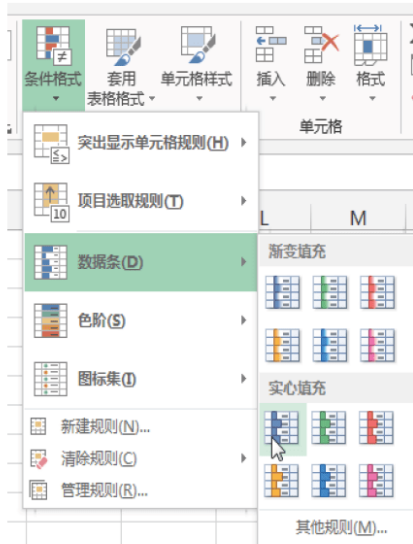 条件格式
套用
表格格式
单元格样式
插入
删除
格式
单元格
突出显示单元格规则(H)
10
项目选取规则(T)
L
M
数据条(D)
渐变填充
色阶(S)
图标集(I)
实心填充
新建规则(N)...
清除规则(C)
管理规则(R)...
其他规则(M)...